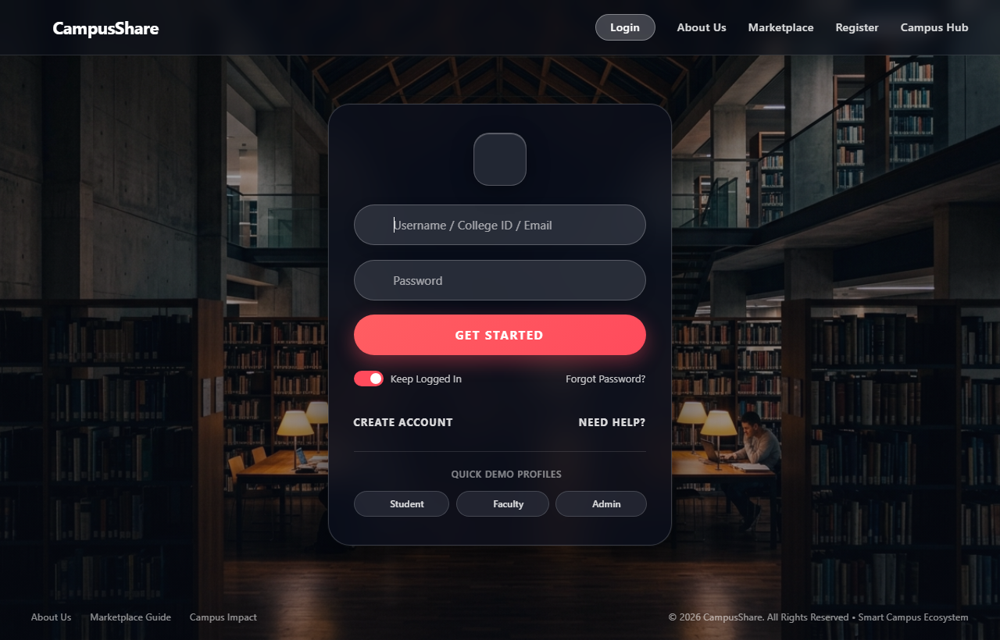 CampusShare
Login About Us Marketplace Register Campus Hub
Username / College ID / Email
Password
GET STARTED
Keep Logged In Forgot Password?
CREATE ACCOUNT NEED HELP?
QUICK DEMO PROFILES
Student Faculty Admin
About Us Marketplace Guide Campus Impact © 2026 CampusShare. All Rights Reserved • Smart Campus Ecosystem